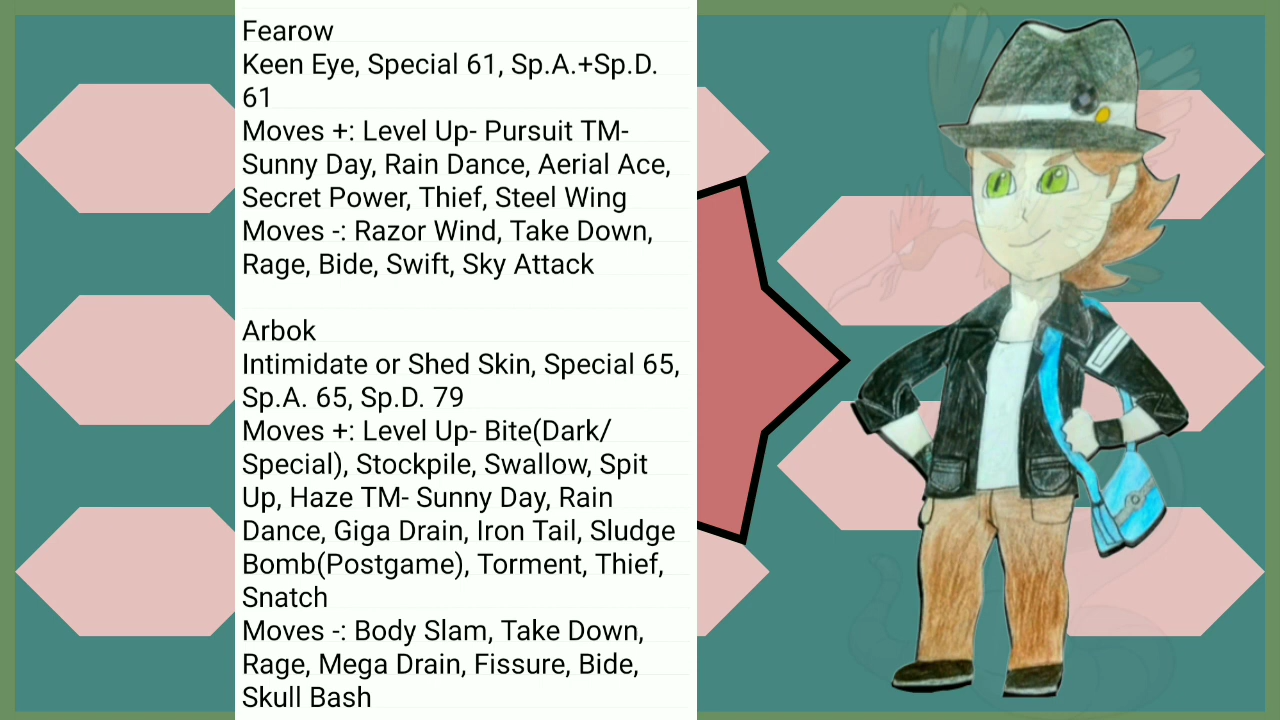 Fearow
Keen Eye, Special 61, Sp.A.+Sp.D.
61
Moves +: Level Up- Pursuit TM-
Sunny Day, Rain Dance, Aerial Ace,
Secret Power, Thief, Steel Wing
Moves -: Razor Wind, Take Down,
Rage, Bide, Swift, Sky Attack
Arbok
Intimidate or Shed Skin, Special 65,
Sp.A. 65, Sp.D. 79
Moves +: Level Up- Bite(Dark/
Special), Stockpile, Swallow, Spit
Up, Haze TM- Sunny Day, Rain
Dance, Giga Drain, Iron Tail, Sludge
Bomb(Postgame), Torment, Thief,
Snatch
Moves -: Body Slam, Take Down,
Rage, Mega Drain, Fissure, Bide,
Skull Bash